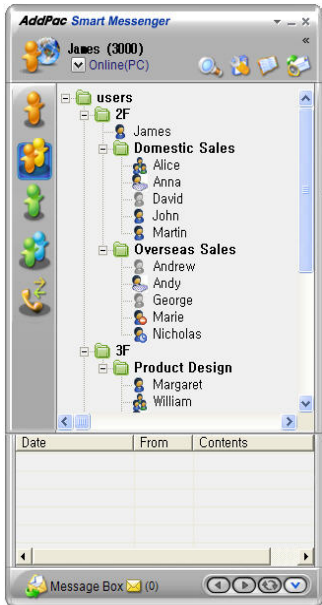 AddPac Smart Messenger
James (3000)
Online(PC)
users
2F
James
Domestic Sales
Alice
Anna
David
John
Martin
Overseas Sales
Andrew
Andy
George
Marie
Nicholas
3F
Product Design
Margaret
William
Date From Contents
Message Box (0)